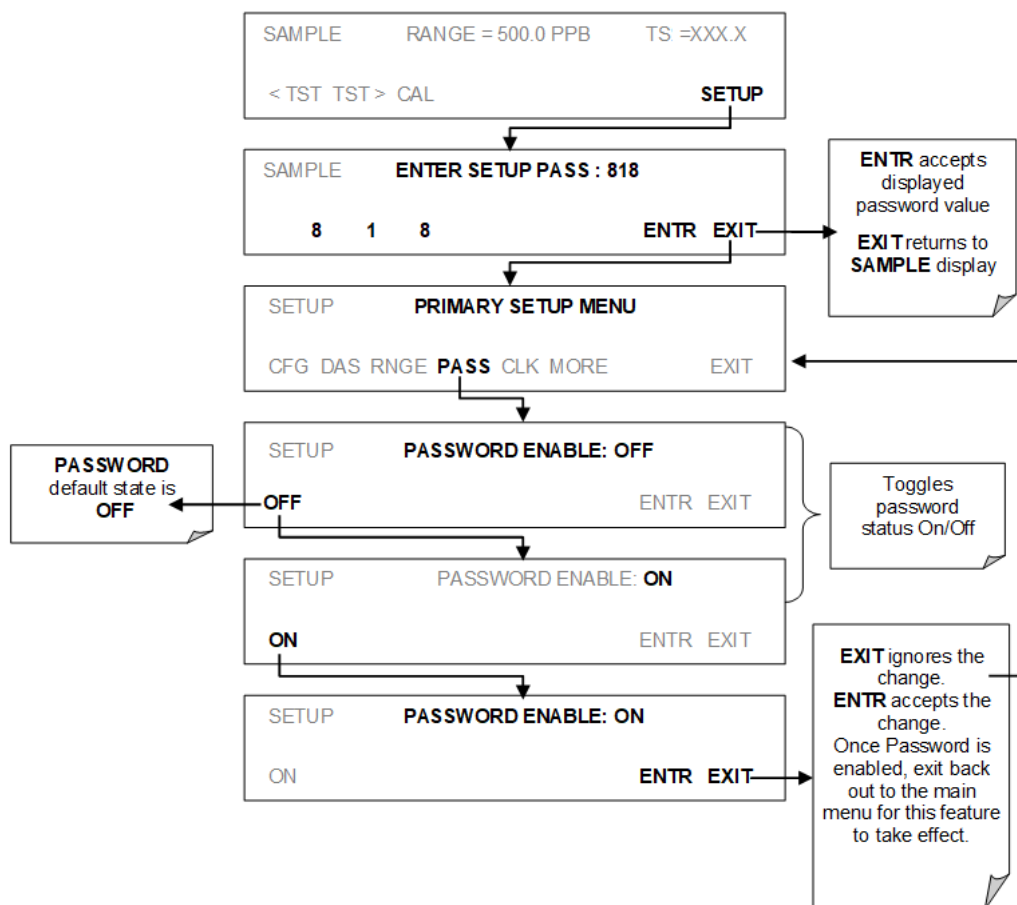 SAMPLE RANGE = 500.0 PPB TS =XXX.X
< TST TST > CAL SETUP
SAMPLE ENTER SETUP PASS : 818
8 1 8 ENTR EXIT
ENTR accepts
displayed
password value
EXIT returns to
SAMPLE display
SETUP PRIMARY SETUP MENU
CFG DAS RNGE PASS CLK MORE EXIT
SETUP PASSWORD ENABLE: OFF
OFF ENTR EXIT
PASSWORD
default state is
OFF
Toggles
password
status On/Off
SETUP PASSWORD ENABLE: ON
ON ENTR EXIT
SETUP PASSWORD ENABLE: ON
ON ENTR EXIT
EXIT ignores the
change.
ENTR accepts the
change.
Once Password is
enabled, exit back
out to the main
menu for this feature
to take effect.